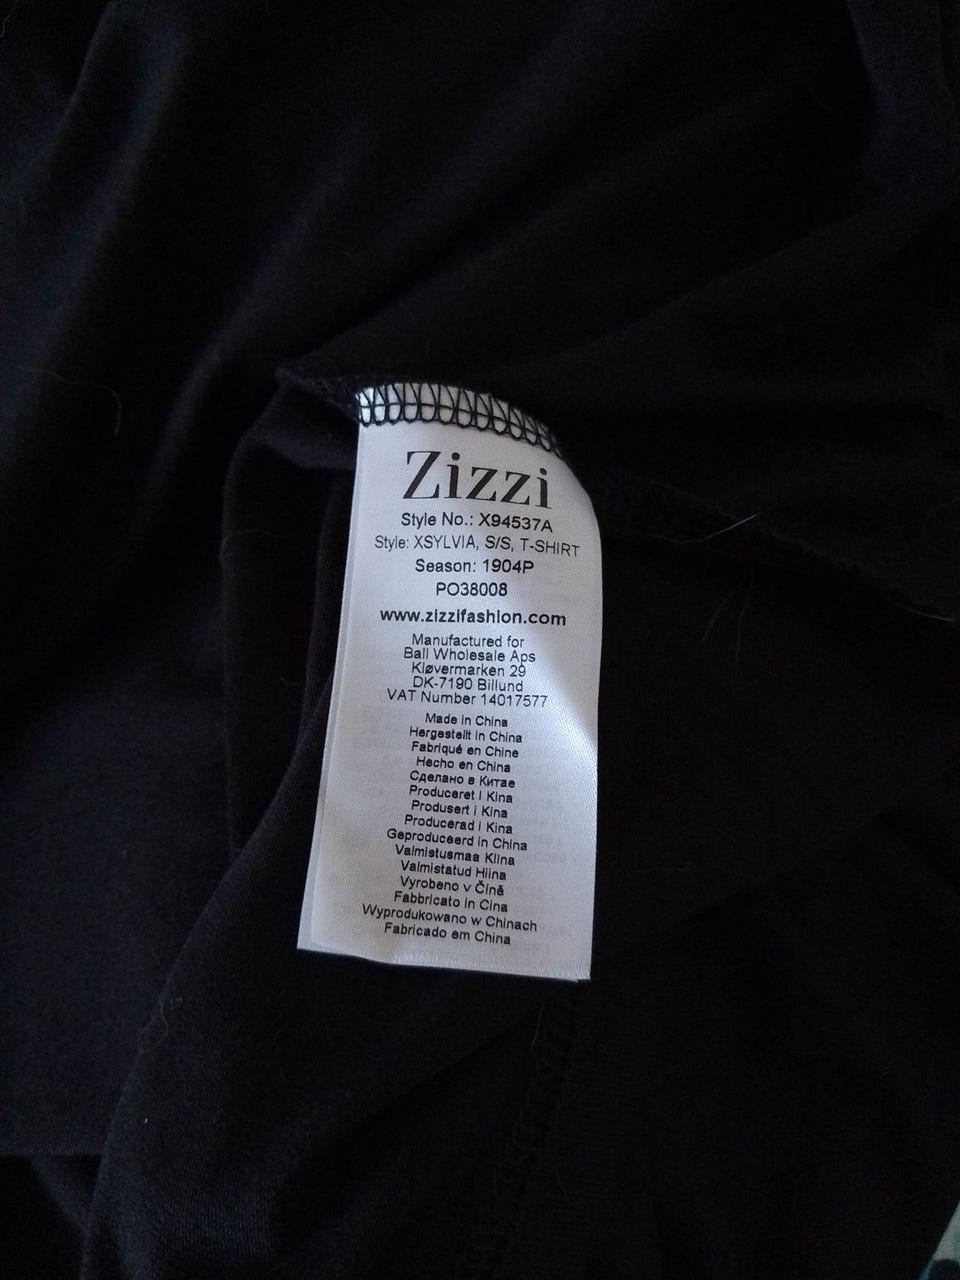 Zizzi
Style No.: X94537A
Style: XSYLVIA, S/S, T-SHIRT
Season: 1904P
PO38008
www.zizzifashion.com
Manufactured for
Ball Wholesale Aps
Kløvermarken 29
DK-7190 Billund
VAT Number 14017577
Made in China
Hergestellt in China
Fabriqué en Chine
Hecho en China
Сделано в Китае
Produceret i Kina
Produsert i Kina
Producerad i Kina
Geproduceerd in China
Valmistusmaa Kiina
Valmistatud Hiina
Vyrobeno v Číně
Fabbricato in Cina
Wyprodukowano w Chinach
Fabricado em China